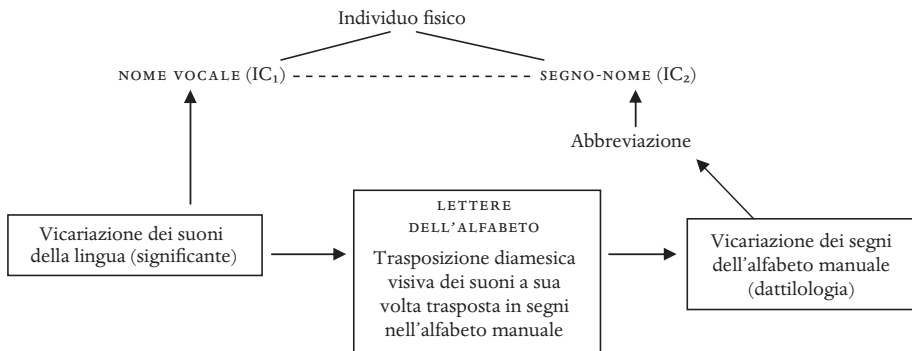 Individuo fisico
NOME VOCALE (IC₁)
SEGNO-NOME (IC₂)
Abbreviazione
Vicariazione dei suoni
della lingua (significante)
LETTERE
DELL'ALFABETO
Trasposizione diamesica
visiva dei suoni a sua
volta trasposta in segni
nell'alfabeto manuale
Vicariazione dei segni
dell'alfabeto manuale
(dattilologia)